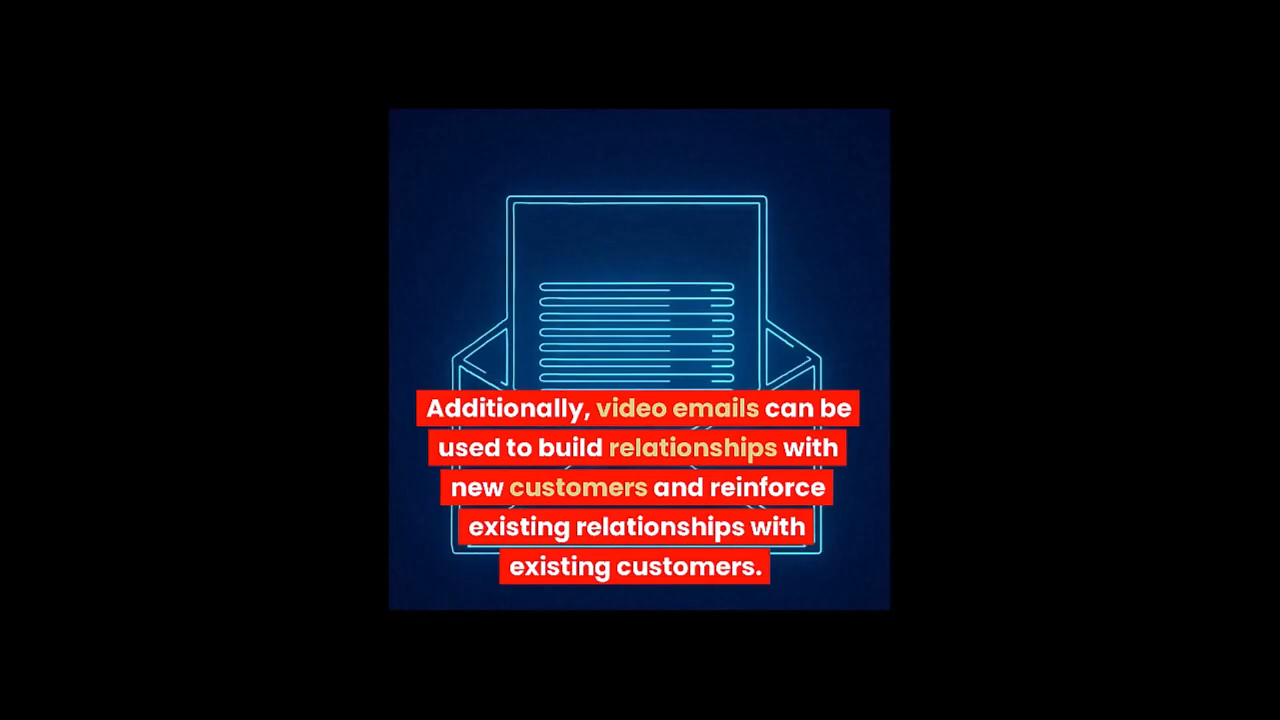 Additionally, video emails can be
used to build relationships with
new customers and reinforce
existing relationships with
existing customers.